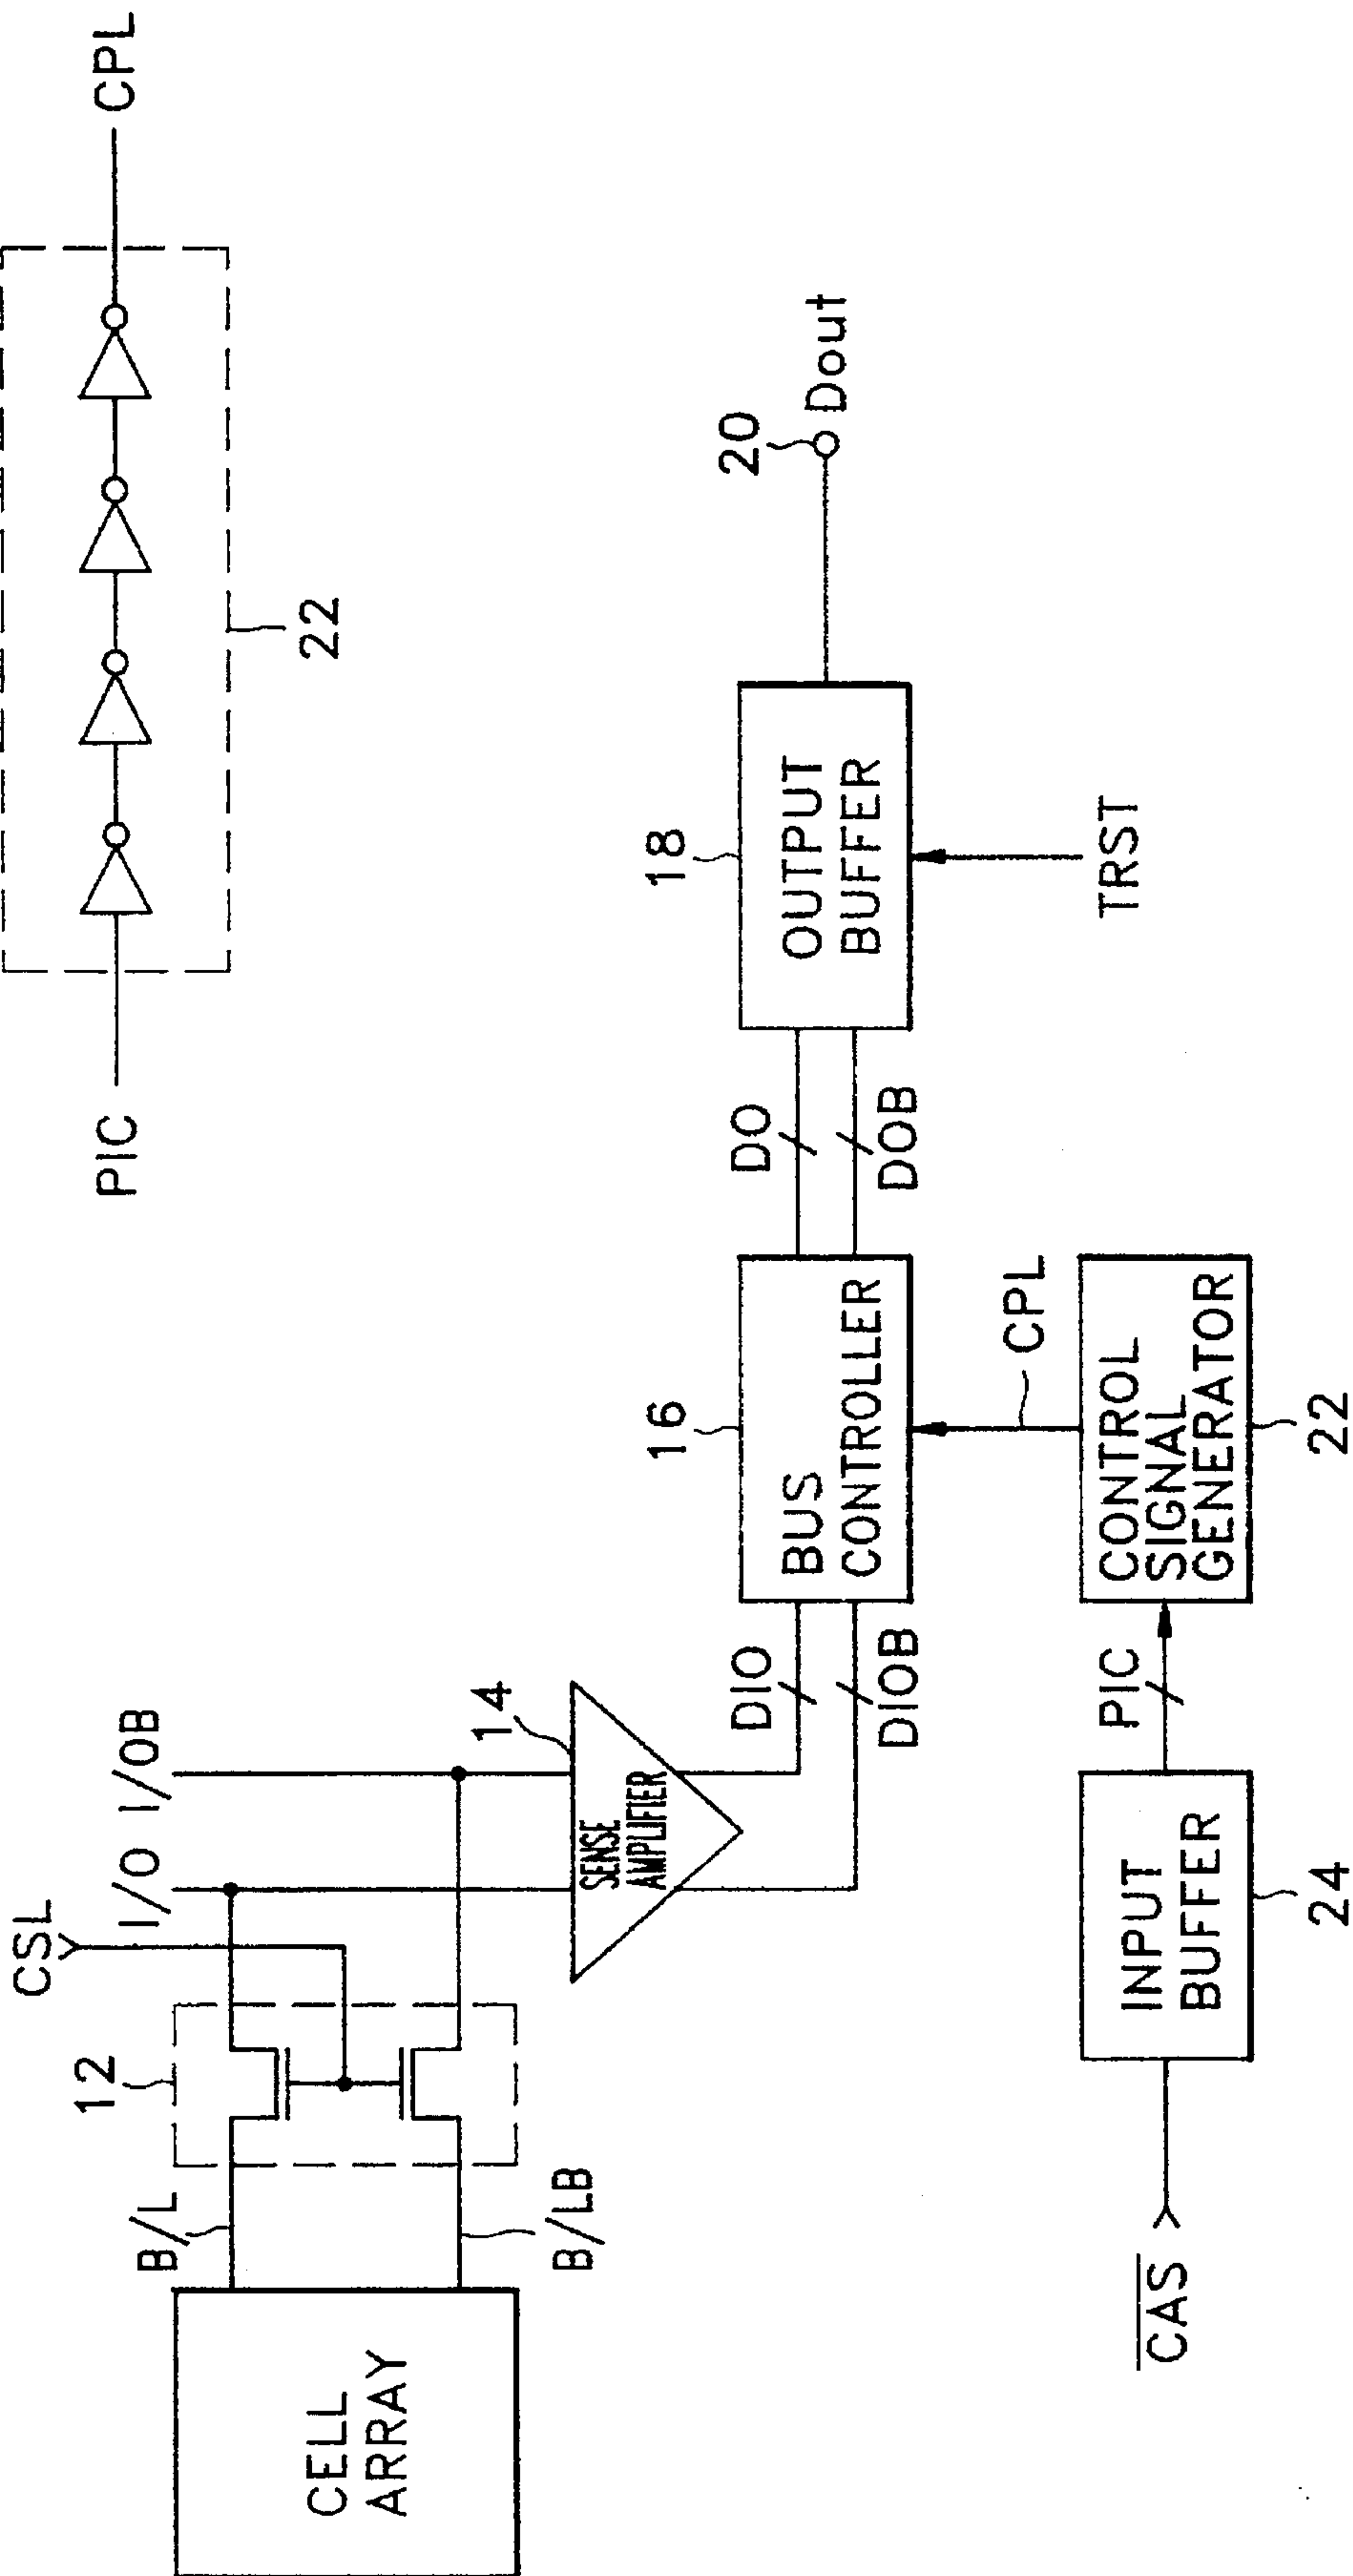 PIC
CPL
22
CSL
I/O
I/OB
12
B/L
B/LB
CELL
ARRAY
14
SENSE
AMPLIFIER
DIO
DIOB
16
BUS
CONTROLLER
DO
DOB
18
OUTPUT
BUFFER
20
Dout
TRST
CPL
CAS
INPUT
BUFFER
24
PIC
CONTROL
SIGNAL
GENERATOR
22